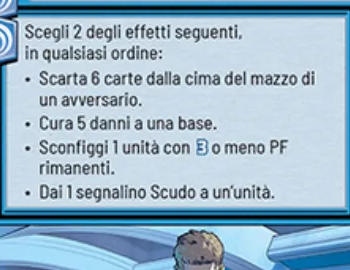 Scegli 2 degli effetti seguenti,
in qualsiasi ordine:
• Scarta 6 carte dalla cima del mazzo di
un avversario.
• Cura 5 danni a una base.
• Sconfiggi 1 unità con 3 o meno PF
rimanenti.
• Dai 1 segnalino Scudo a un'unità.